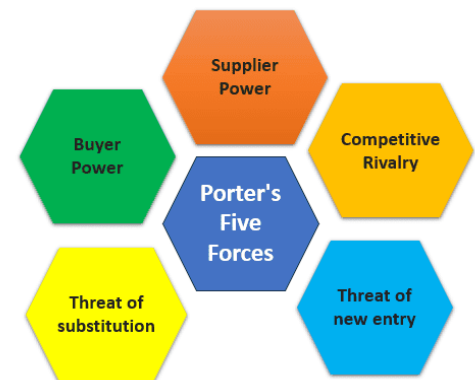 Supplier
Power
Buyer
Power
Competitive
Rivalry
Porter's
Five
Forces
Threat of
substitution
Threat of
new entry